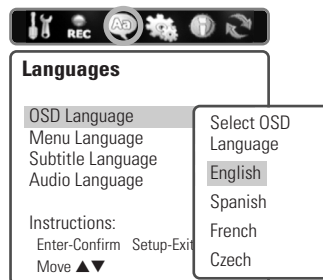 REC
Aa
Languages
OSD Language
Menu Language
Subtitle Language
Audio Language
Instructions:
Enter-Confirm Setup-Exit
Move ▲▼
Select OSD
Language
English
Spanish
French
Czech